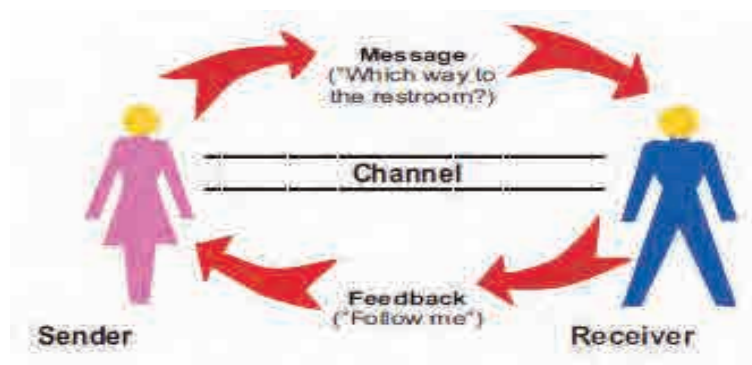 Message
("Which way to
the restroom?)
Channel
Feedback
("Follow me")
Sender
Receiver